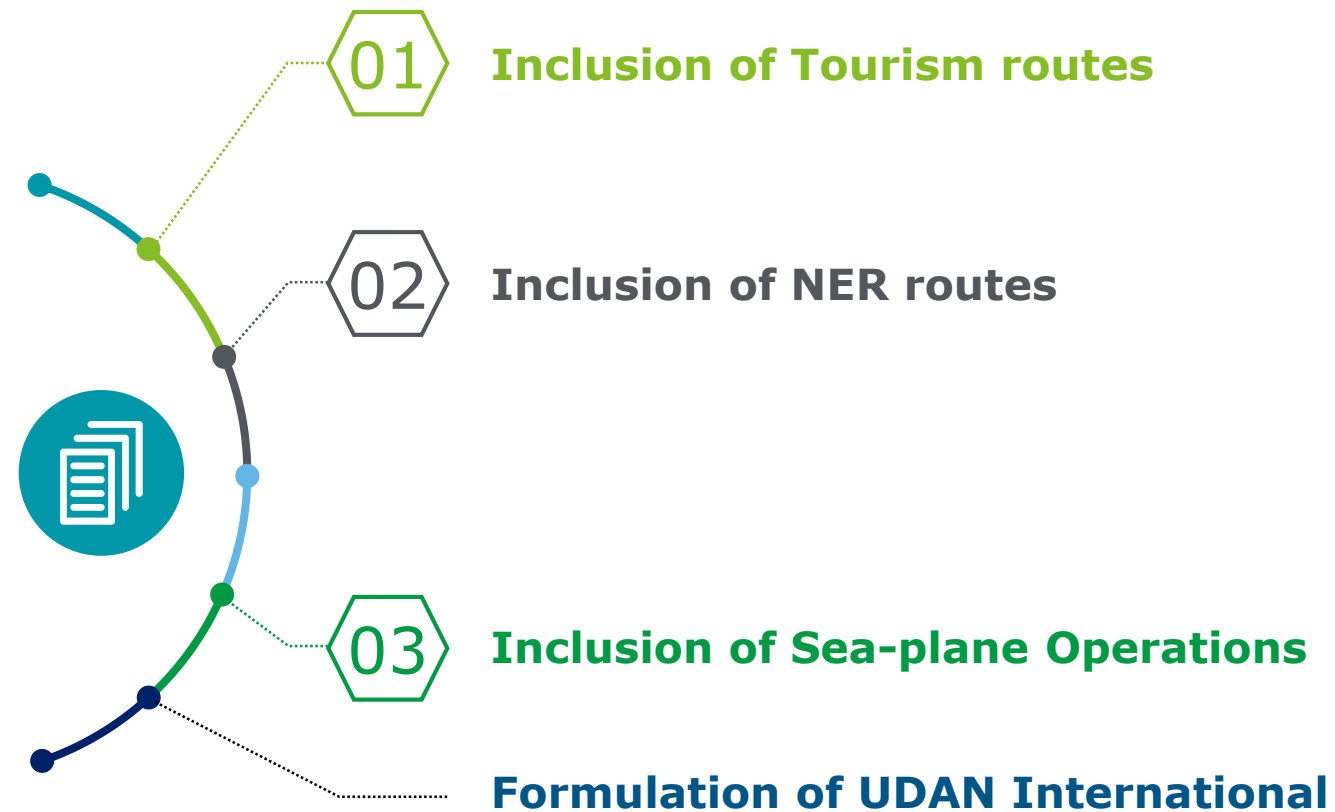 01 Inclusion of Tourism routes
02 Inclusion of NER routes
03 Inclusion of Sea-plane Operations
Formulation of UDAN International